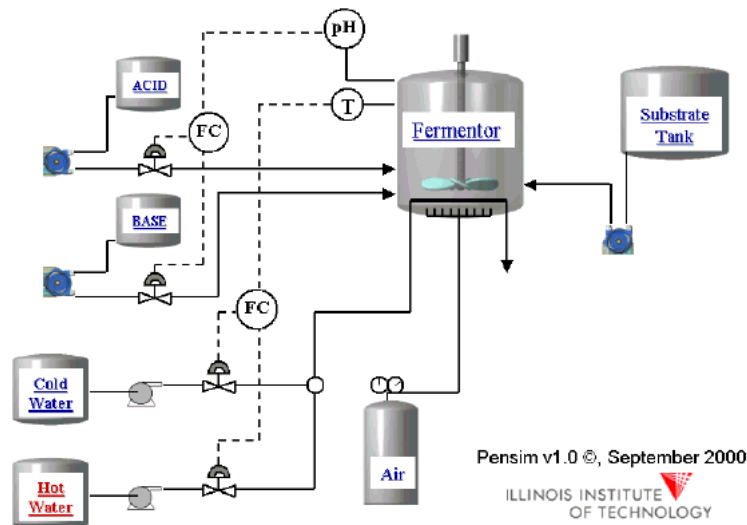 pH
ACID
T
FC
Fermentor
Substrate
Tank
BASE
FC
Cold
Water
Hot
Water
Air
Pensim v1.0 ©, September 2000
ILLINOIS INSTITUTE
OF TECHNOLOGY